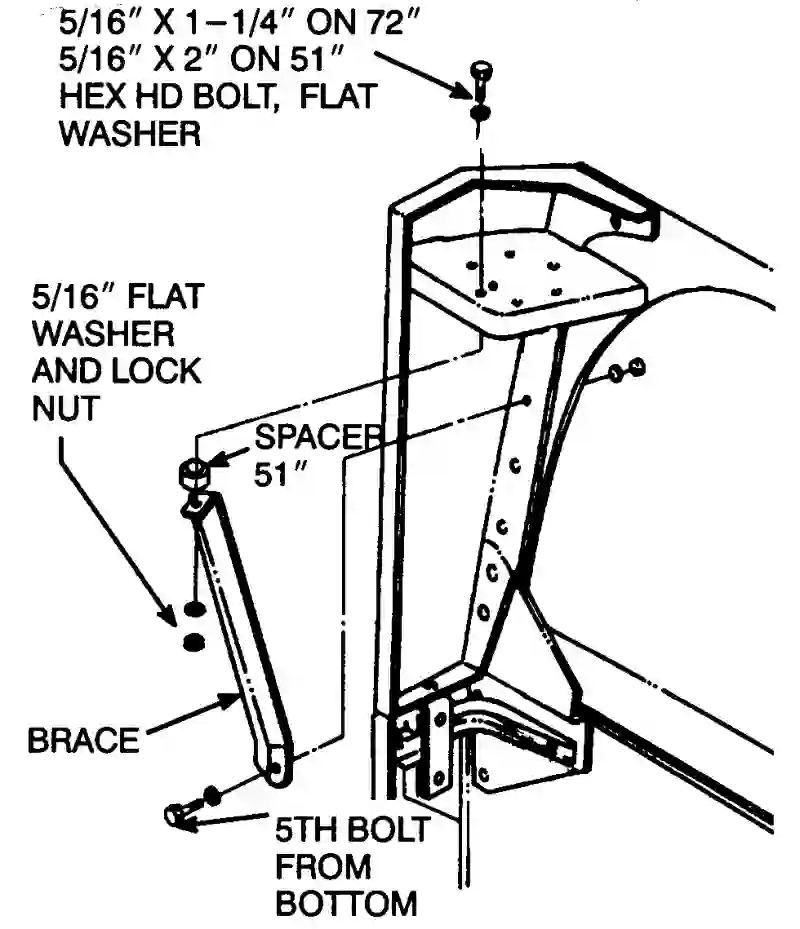 5/16" X 1-1/4" ON 72"
5/16" X 2" ON 51"
HEX HD BOLT, FLAT
WASHER
5/16" FLAT
WASHER
AND LOCK
NUT
SPACER
51"
BRACE
5TH BOLT
FROM
BOTTOM